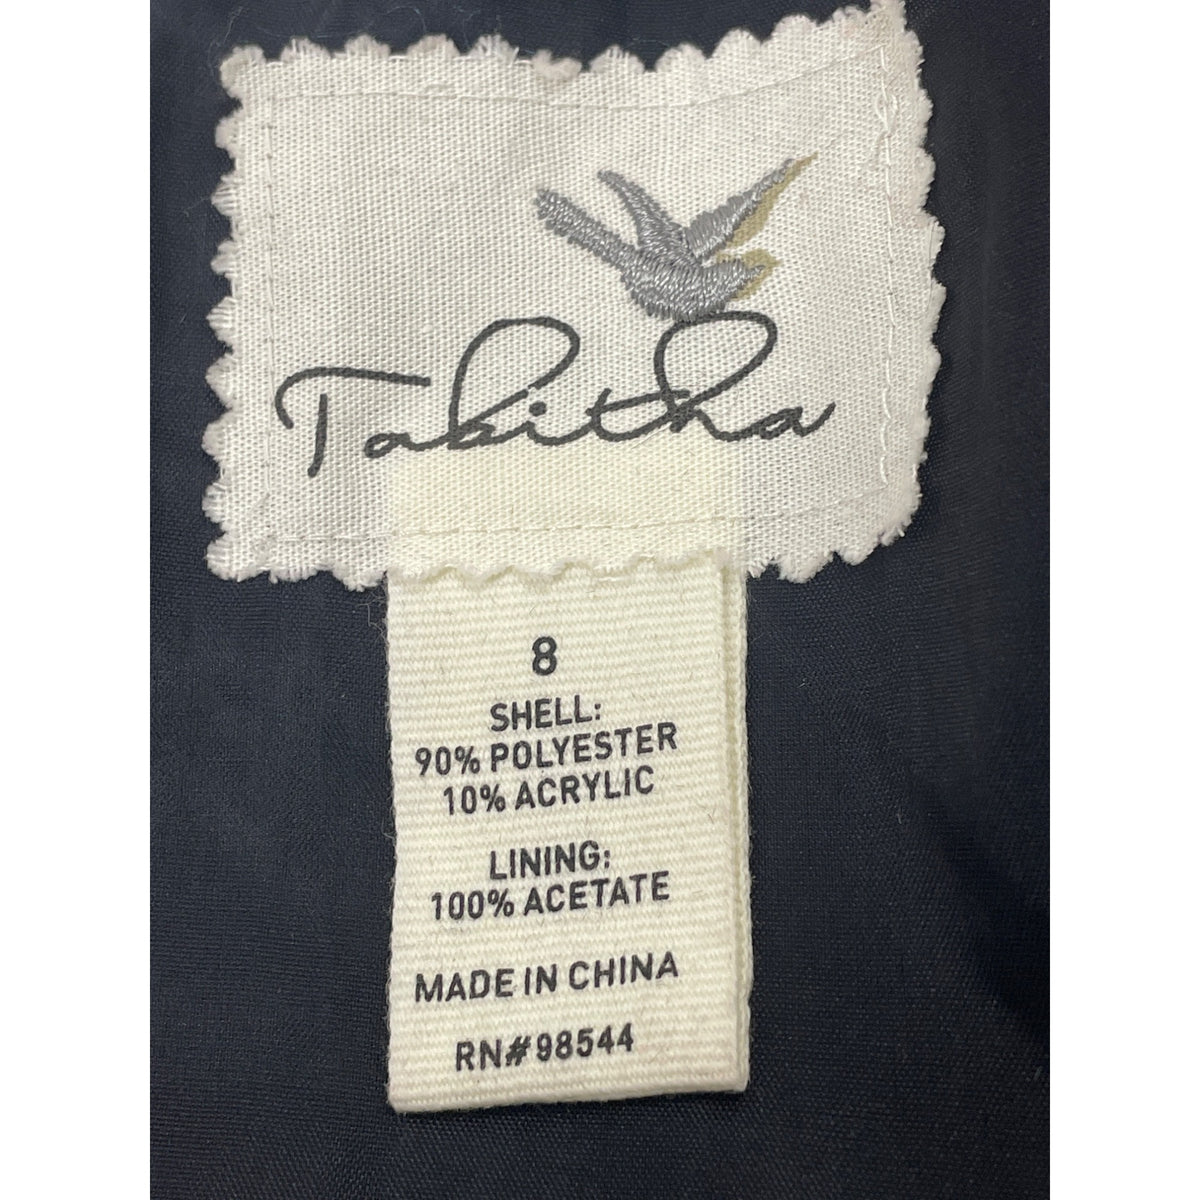 Tabitha
8
SHELL:
90% POLYESTER
10% ACRYLIC
LINING:
100% ACETATE
MADE IN CHINA
RN#98544